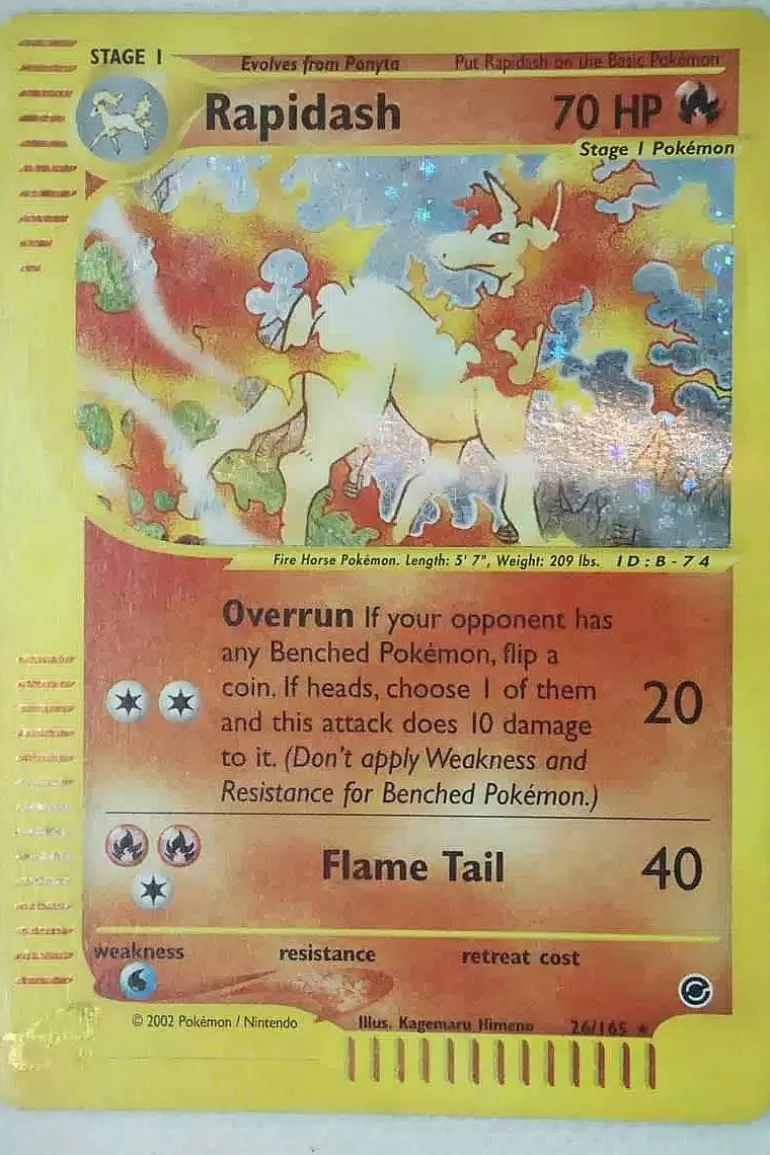 STAGE 1
Evolves from Ponyta
Put Rapidash on the Basic Pokémon
Rapidash 70 HP
Stage 1 Pokémon
Fire Horse Pokémon. Length: 5' 7", Weight: 209 lbs. ID:B-74
Overrun If your opponent has
any Benched Pokémon, flip a
coin. If heads, choose 1 of them
and this attack does 10 damage
to it. (Don't apply Weakness and
Resistance for Benched Pokémon.)
20
Flame Tail 40
weakness resistance retreat cost
© 2002 Pokémon / Nintendo
Illus. Kagemaru Himeno 26/165 ★